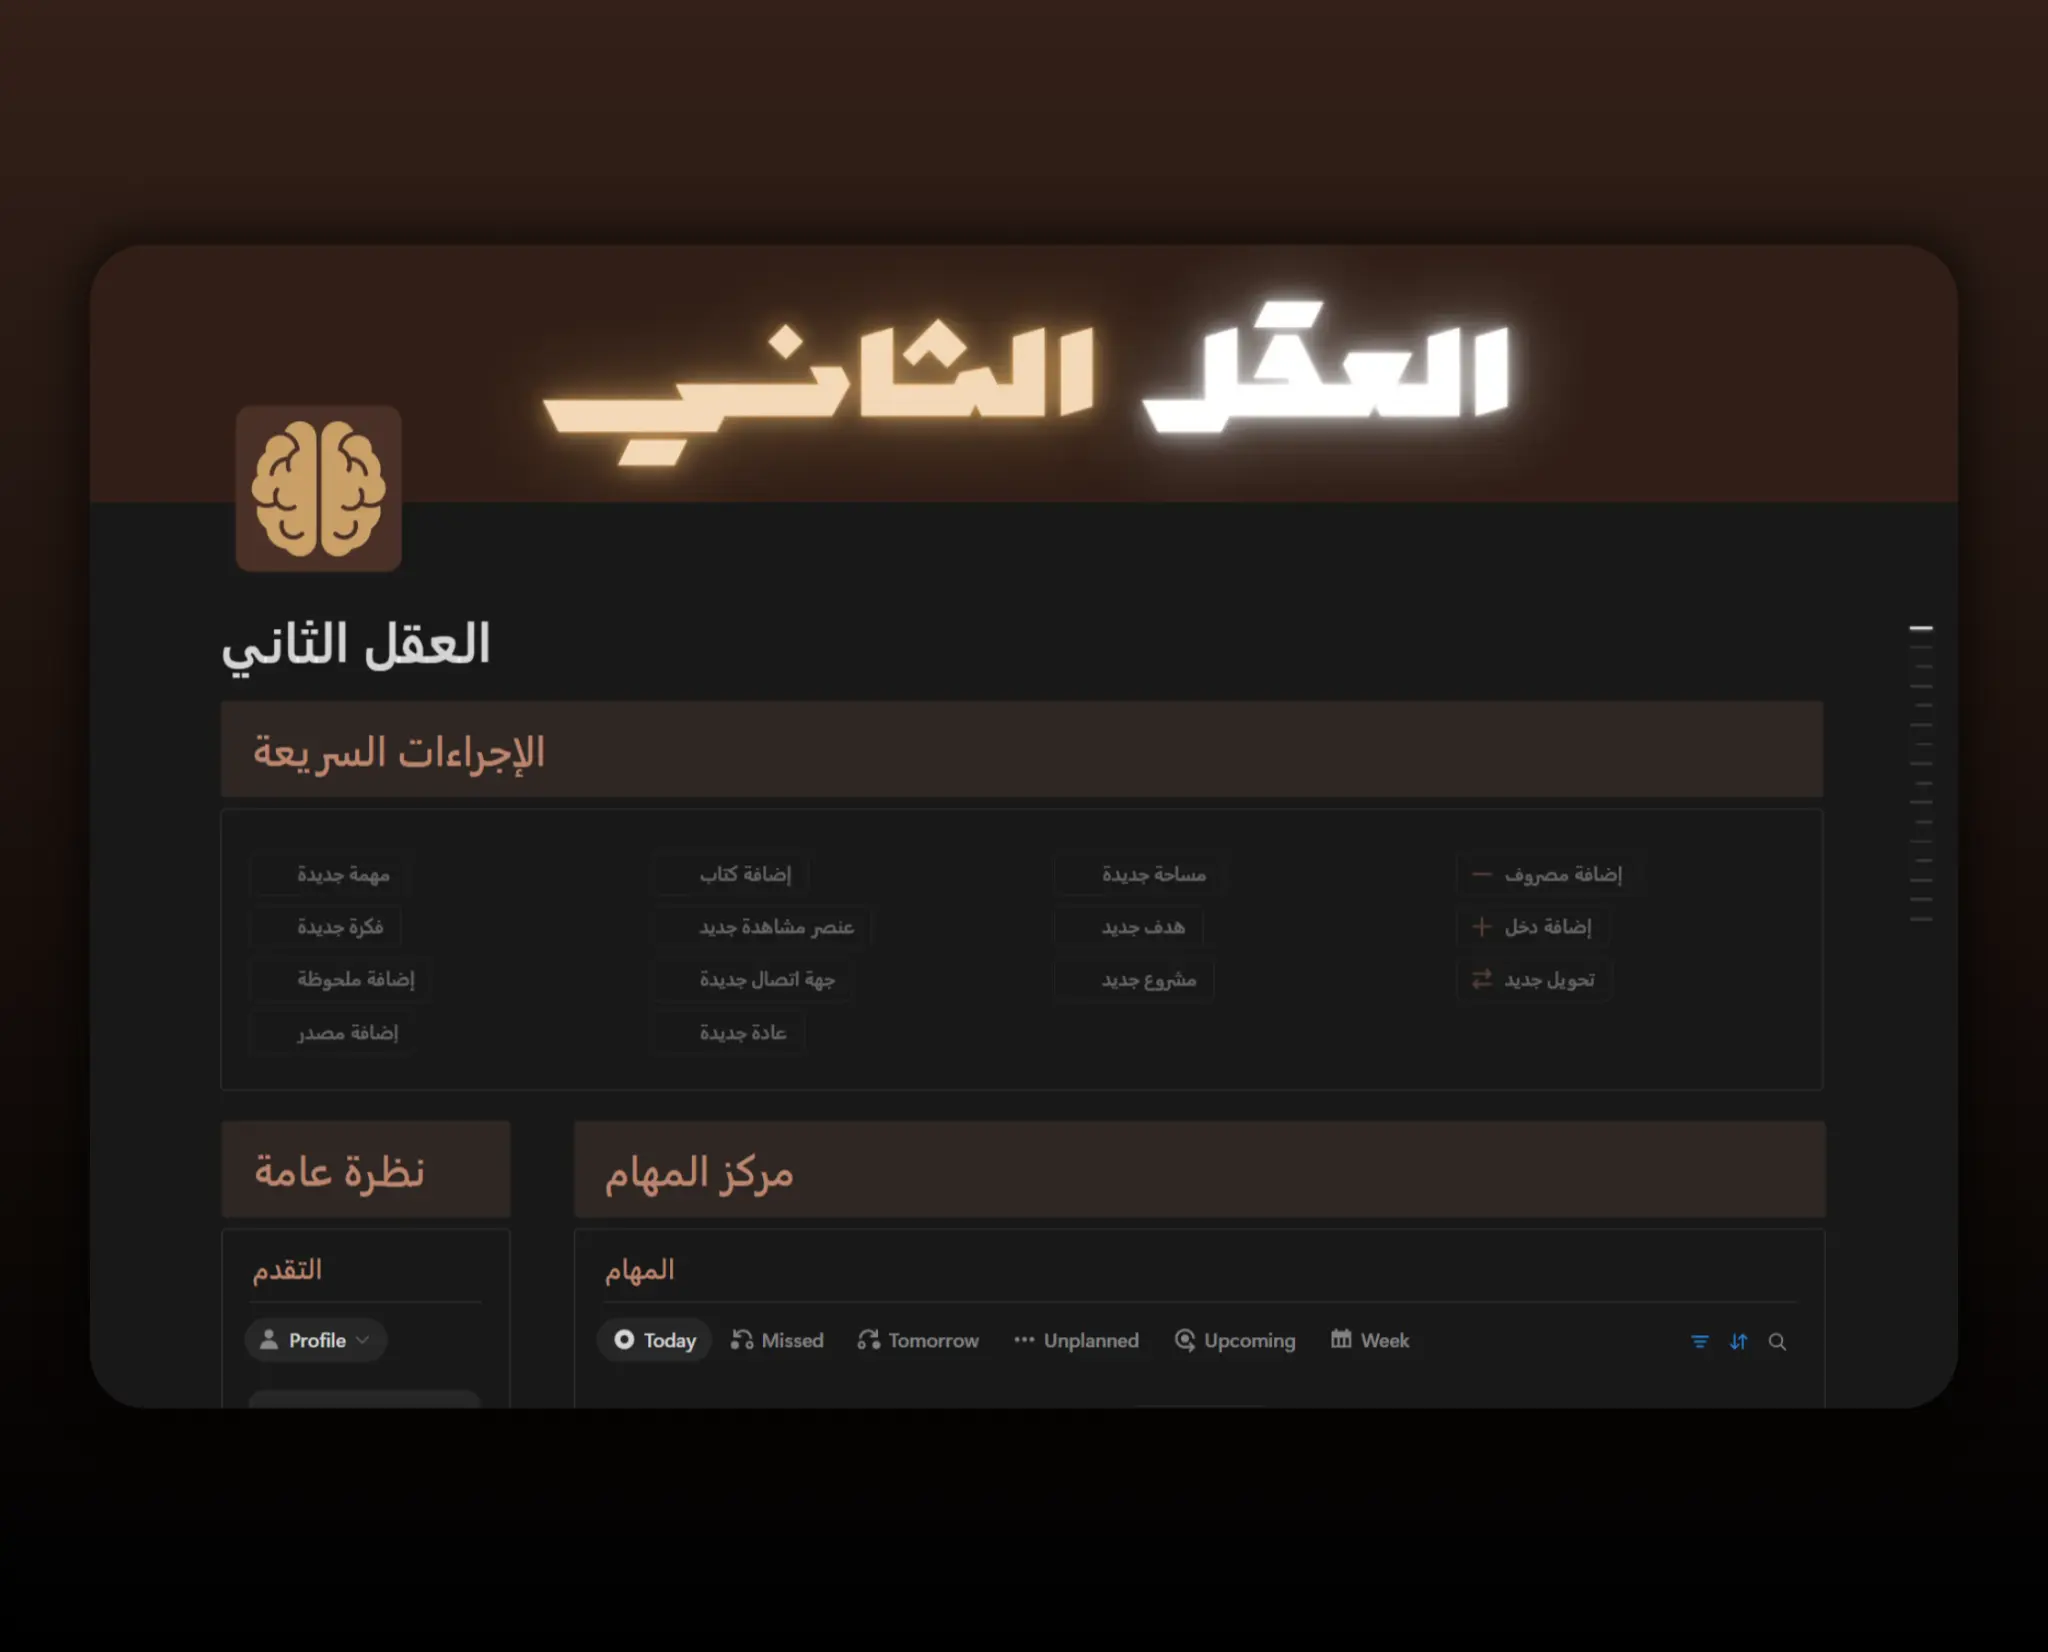 العقل الثاني
العقل الثاني
الإجراءات السريعة
مهمة جديدة
فكرة جديدة
إضافة ملحوظة
إضافة مصدر
إضافة كتاب
عنصر مشاهدة جديد
جهة اتصال جديدة
عادة جديدة
مساحة جديدة
هدف جديد
مشروع جديد
إضافة مصروف
إضافة دخل
تحويل جديد
نظرة عامة
التقدم
Profile
مركز المهام
المهام
Today Missed Tomorrow Unplanned Upcoming Week